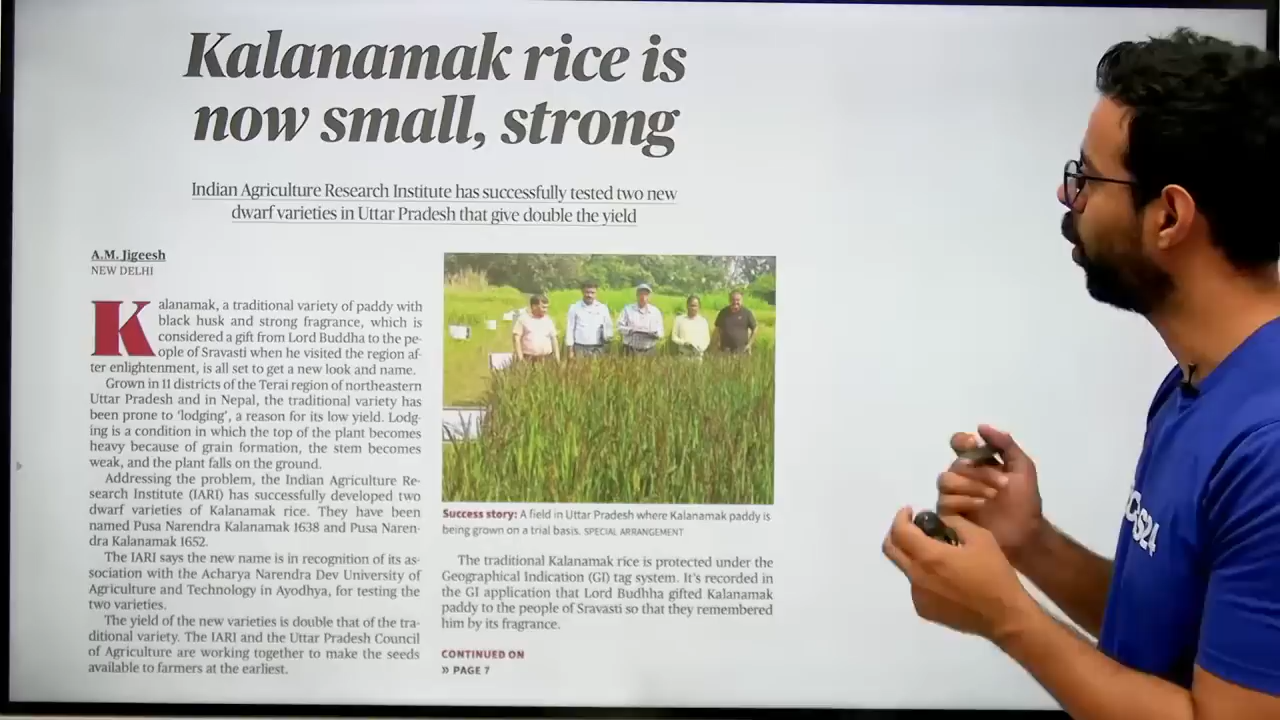 Kalanamak rice is
now small, strong
Indian Agriculture Research Institute has successfully tested two new
dwarf varieties in Uttar Pradesh that give double the yield
A.M. Jigeesh
NEW DELHI
Kalanamak, a traditional variety of paddy with
black husk and strong fragrance, which is
considered a gift from Lord Buddha to the pe-
ople of Sravasti when he visited the region af-
ter enlightenment, is all set to get a new look and name.
Grown in 11 districts of the Terai region of northeastern
Uttar Pradesh and in Nepal, the traditional variety has
been prone to ‘lodging’, a reason for its low yield. Lodg-
ing is a condition in which the top of the plant becomes
heavy because of grain formation, the stem becomes
weak, and the plant falls on the ground.
Addressing the problem, the Indian Agriculture Re-
search Institute (IARI) has successfully developed two
dwarf varieties of Kalanamak rice. They have been
named Pusa Narendra Kalanamak 1638 and Pusa Naren-
dra Kalanamak 1652.
The IARI says the new name is in recognition of its as-
sociation with the Acharya Narendra Dev University of
Agriculture and Technology in Ayodhya, for testing the
two varieties.
The yield of the new varieties is double that of the tra-
ditional variety. The IARI and the Uttar Pradesh Council
of Agriculture are working together to make the seeds
available to farmers at the earliest.
Success story: A field in Uttar Pradesh where Kalanamak paddy is
being grown on a trial basis. SPECIAL ARRANGEMENT
The traditional Kalanamak rice is protected under the
Geographical Indication (GI) tag system. It’s recorded in
the GI application that Lord Budhha gifted Kalanamak
paddy to the people of Sravasti so that they remembered
him by its fragrance.
CONTINUED ON
» PAGE 7